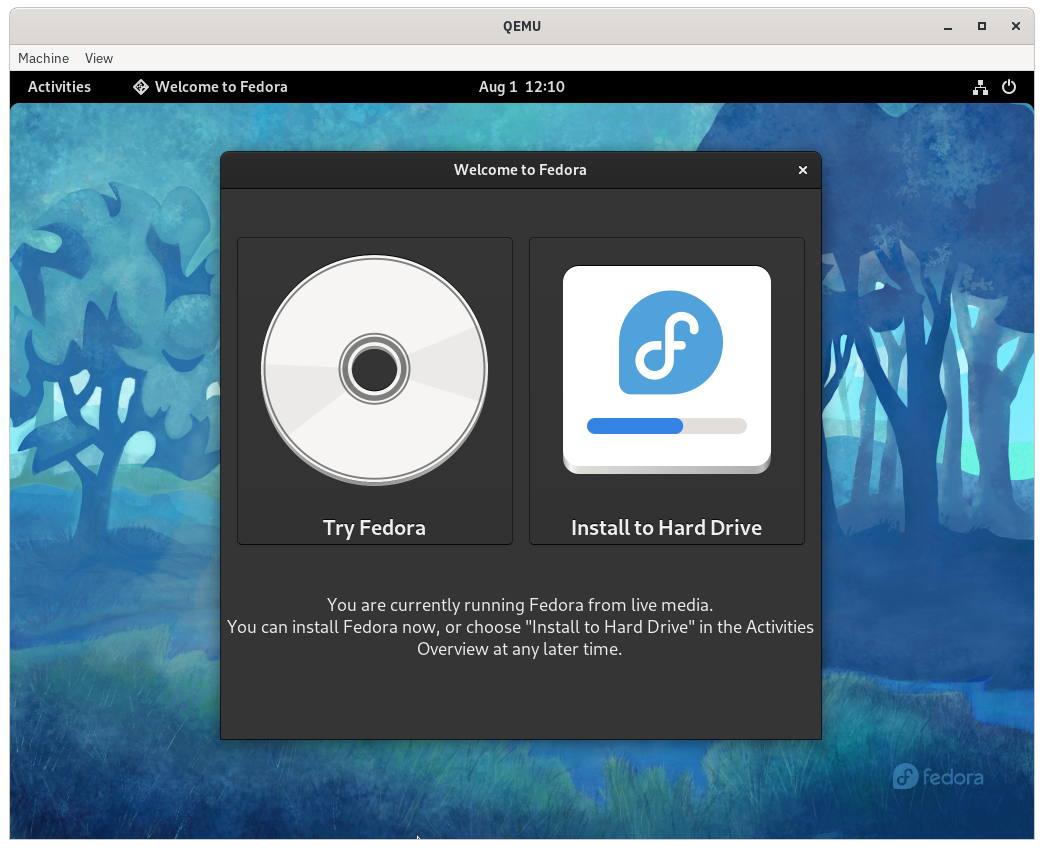 QEMU
Machine View
Activities Welcome to Fedora Aug 1 12:10
Welcome to Fedora
Try Fedora Install to Hard Drive
You are currently running Fedora from live media.
You can install Fedora now, or choose "Install to Hard Drive" in the Activities
Overview at any later time.
fedora